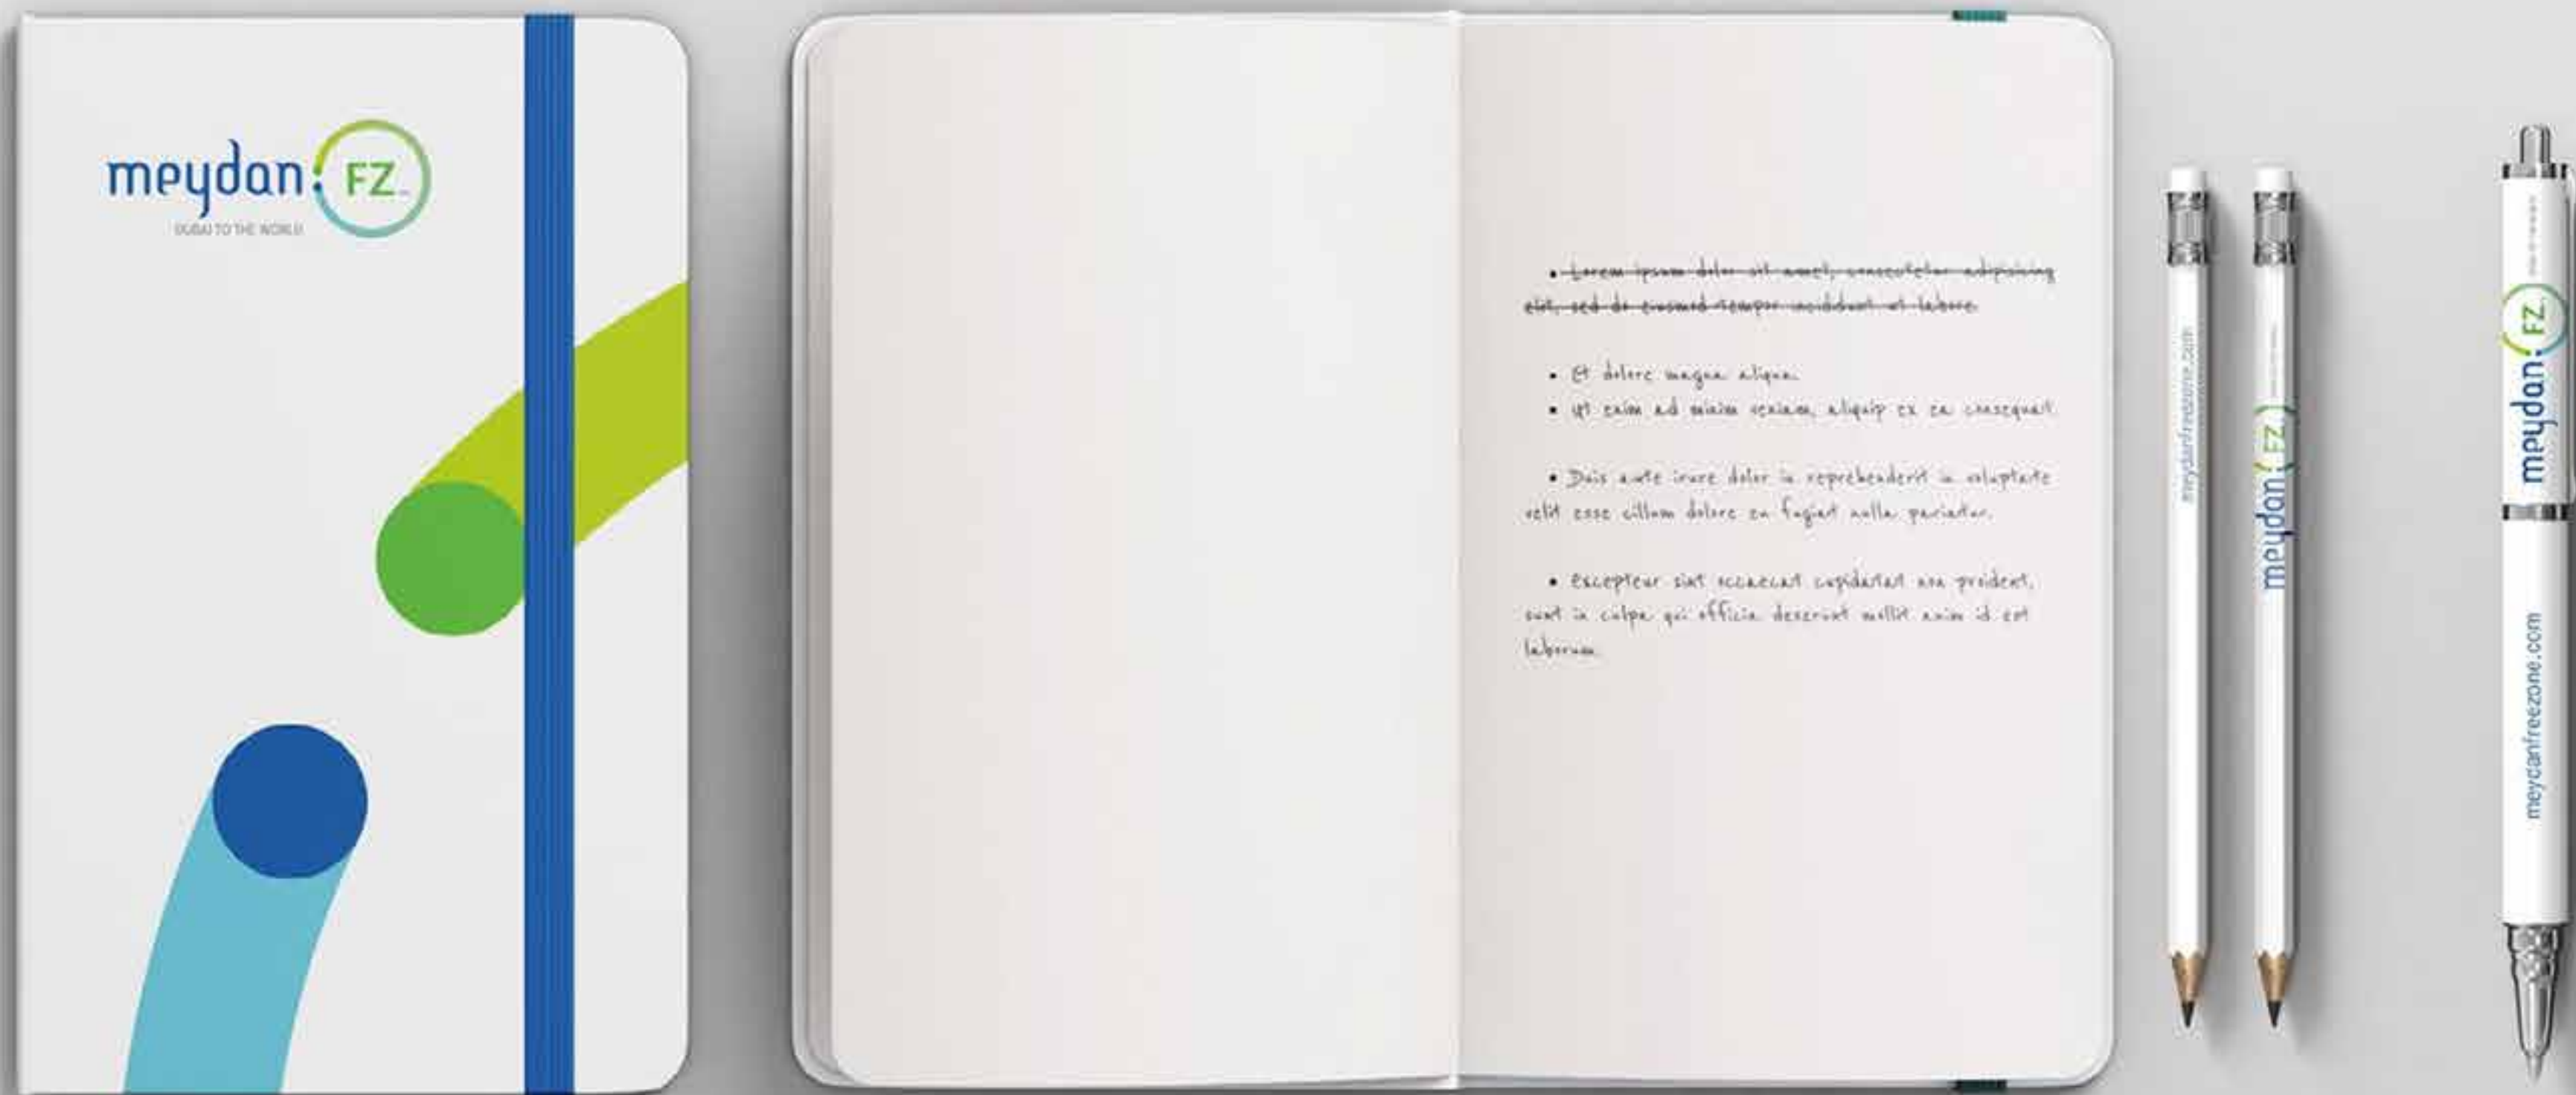 meydan FZ
DUBAI TO THE WORLD
• Lorem ipsum dolor sit amet, consectetur adipisicing
elit, sed do eiusmod tempor incididunt ut labore.
• Et dolore magna aliqua.
• Ut enim ad minim veniam, aliquip ex ea consequat.
• Duis aute irure dolor in reprehenderit in voluptate
velit esse cillum dolore eu fugiat nulla pariatur.
• Excepteur sint occaecat cupidatat non proident,
sunt in culpa qui officia deserunt mollit anim id est
laborum.
meydanfreezone.com
meydan FZ
meydan FZ
meydanfreezone.com